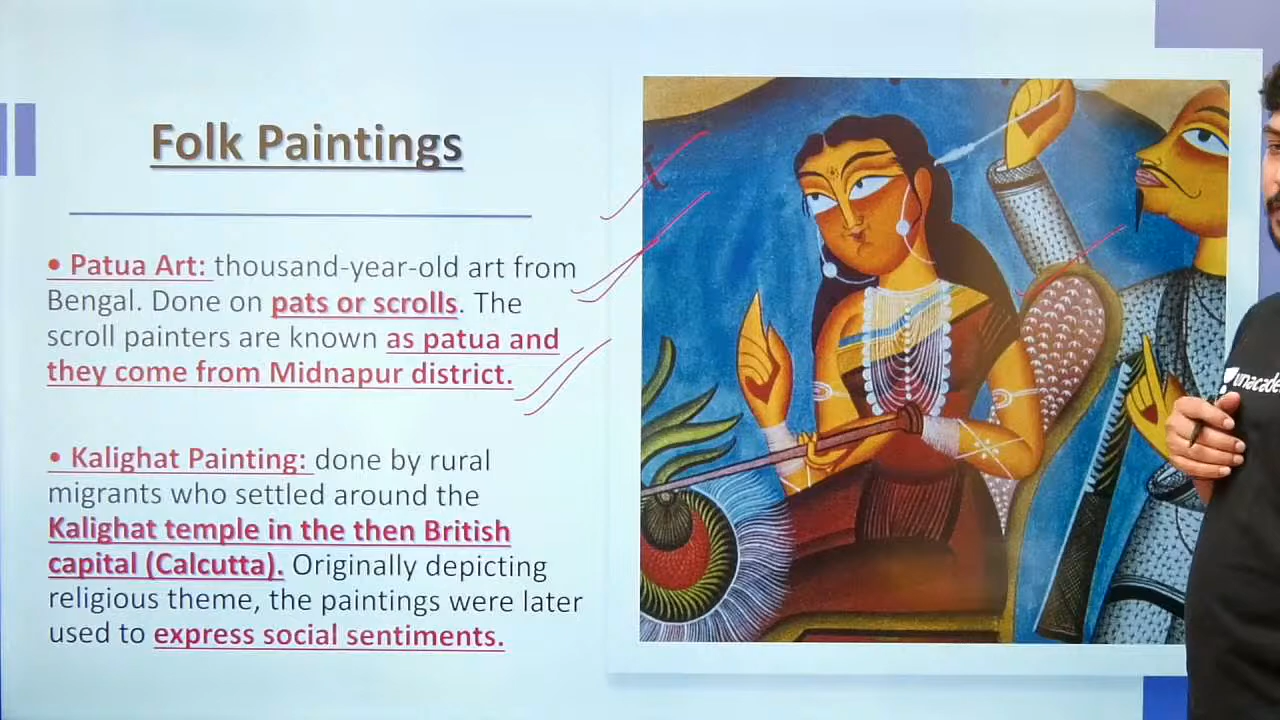 Folk Paintings
• Patua Art: thousand-year-old art from
Bengal. Done on pats or scrolls. The
scroll painters are known as patua and
they come from Midnapur district.
• Kalighat Painting: done by rural
migrants who settled around the
Kalighat temple in the then British
capital (Calcutta). Originally depicting
religious theme, the paintings were later
used to express social sentiments.
unacade